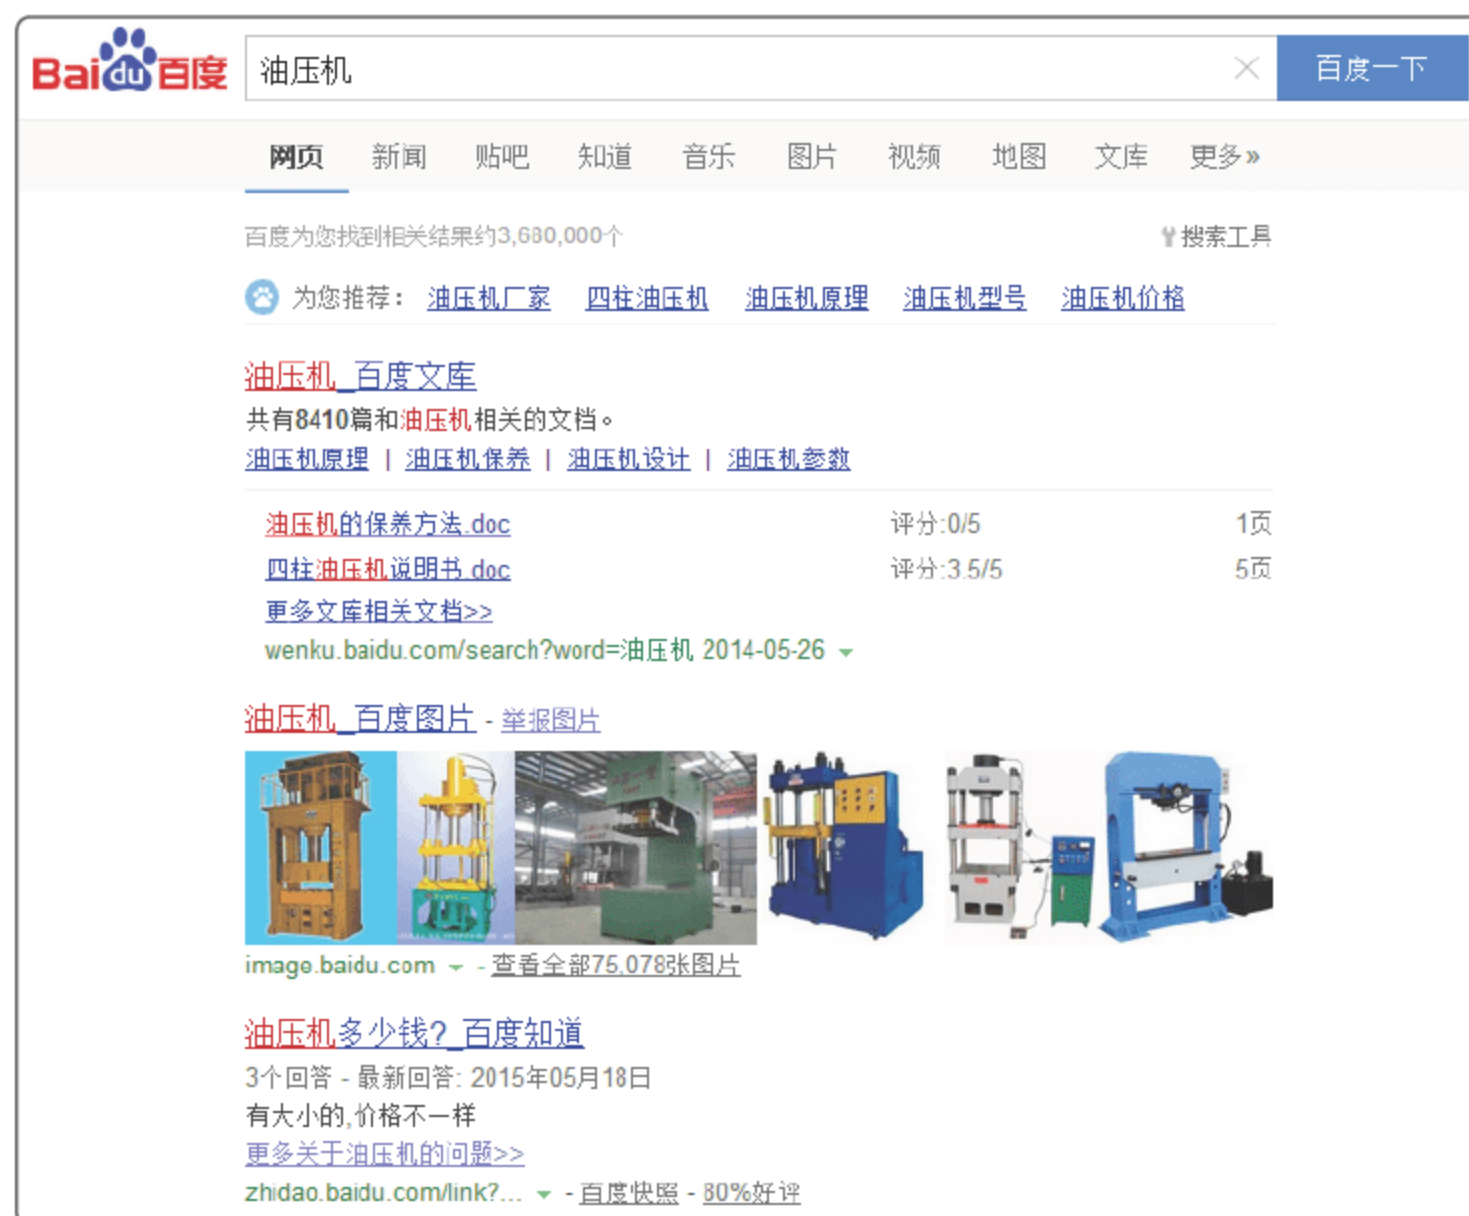 Baidu百度 油压机 百度一下
网页 新闻 贴吧 知道 音乐 图片 视频 地图 文库 更多»
百度为您找到相关结果约3,680,000个 搜索工具
为您推荐： 油压机厂家 四柱油压机 油压机原理 油压机型号 油压机价格
油压机_百度文库
共有8410篇和油压机相关的文档。
油压机原理 | 油压机保养 | 油压机设计 | 油压机参数
油压机的保养方法.doc 评分:0/5 1页
四柱油压机说明书.doc 评分:3.5/5 5页
更多文库相关文档>>
wenku.baidu.com/search?word=油压机 2014-05-26
油压机_百度图片 - 举报图片
image.baidu.com - 查看全部75,078张图片
油压机多少钱?_百度知道
3个回答 - 最新回答: 2015年05月18日
有大小的,价格不一样
更多关于油压机的问题>>
zhidao.baidu.com/link?... - 百度快照 - 80%好评